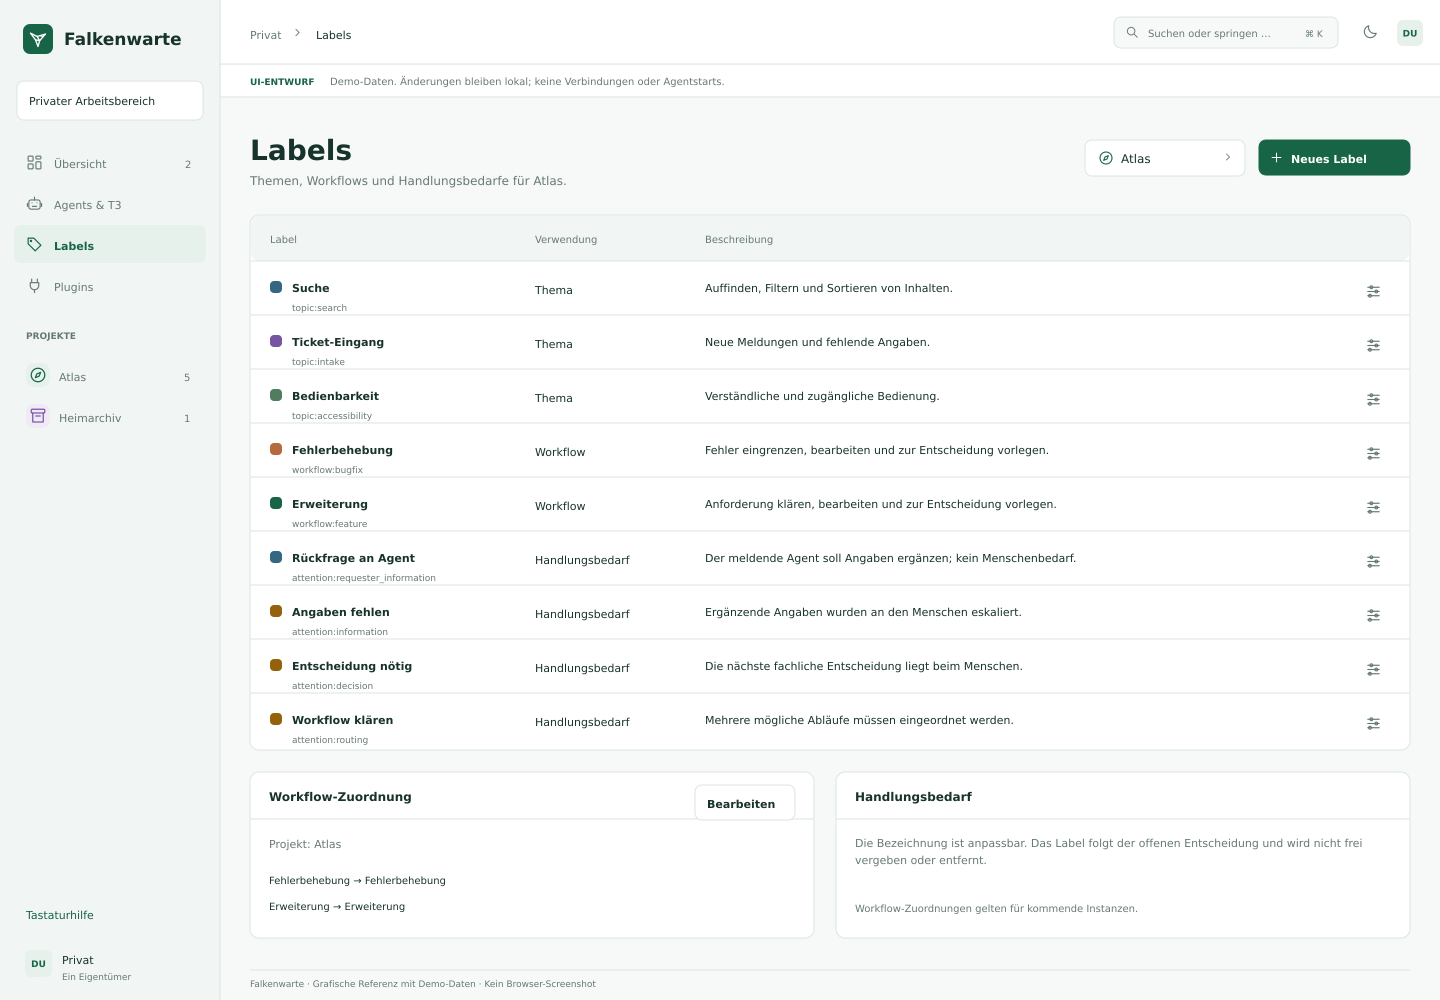 Falkenwarte
Privater Arbeitsbereich
Übersicht 2
Agents & T3
Labels
Plugins
PROJEKTE
Atlas 5
Heimarchiv 1
Tastaturhilfe
DU
Privat
Ein Eigentümer
Privat > Labels
Suchen oder springen … ⌘ K
DU
UI-ENTWURF Demo-Daten. Änderungen bleiben lokal; keine Verbindungen oder Agentstarts.
Labels
Themen, Workflows und Handlungsbedarfe für Atlas.
Atlas
Neues Label
Label Verwendung Beschreibung
Suche Thema Auffinden, Filtern und Sortieren von Inhalten.
topic:search
Ticket-Eingang Thema Neue Meldungen und fehlende Angaben.
topic:intake
Bedienbarkeit Thema Verständliche und zugängliche Bedienung.
topic:accessibility
Fehlerbehebung Workflow Fehler eingrenzen, bearbeiten und zur Entscheidung vorlegen.
workflow:bugfix
Erweiterung Workflow Anforderung klären, bearbeiten und zur Entscheidung vorlegen.
workflow:feature
Rückfrage an Agent Handlungsbedarf Der meldende Agent soll Angaben ergänzen; kein Menschenbedarf.
attention:requester_information
Angaben fehlen Handlungsbedarf Ergänzende Angaben wurden an den Menschen eskaliert.
attention:information
Entscheidung nötig Handlungsbedarf Die nächste fachliche Entscheidung liegt beim Menschen.
attention:decision
Workflow klären Handlungsbedarf Mehrere mögliche Abläufe müssen eingeordnet werden.
attention:routing
Workflow-Zuordnung
Bearbeiten
Projekt: Atlas
Fehlerbehebung → Fehlerbehebung
Erweiterung → Erweiterung
Handlungsbedarf
Die Bezeichnung ist anpassbar. Das Label folgt der offenen Entscheidung und wird nicht frei
vergeben oder entfernt.
Workflow-Zuordnungen gelten für kommende Instanzen.
Falkenwarte · Grafische Referenz mit Demo-Daten · Kein Browser-Screenshot